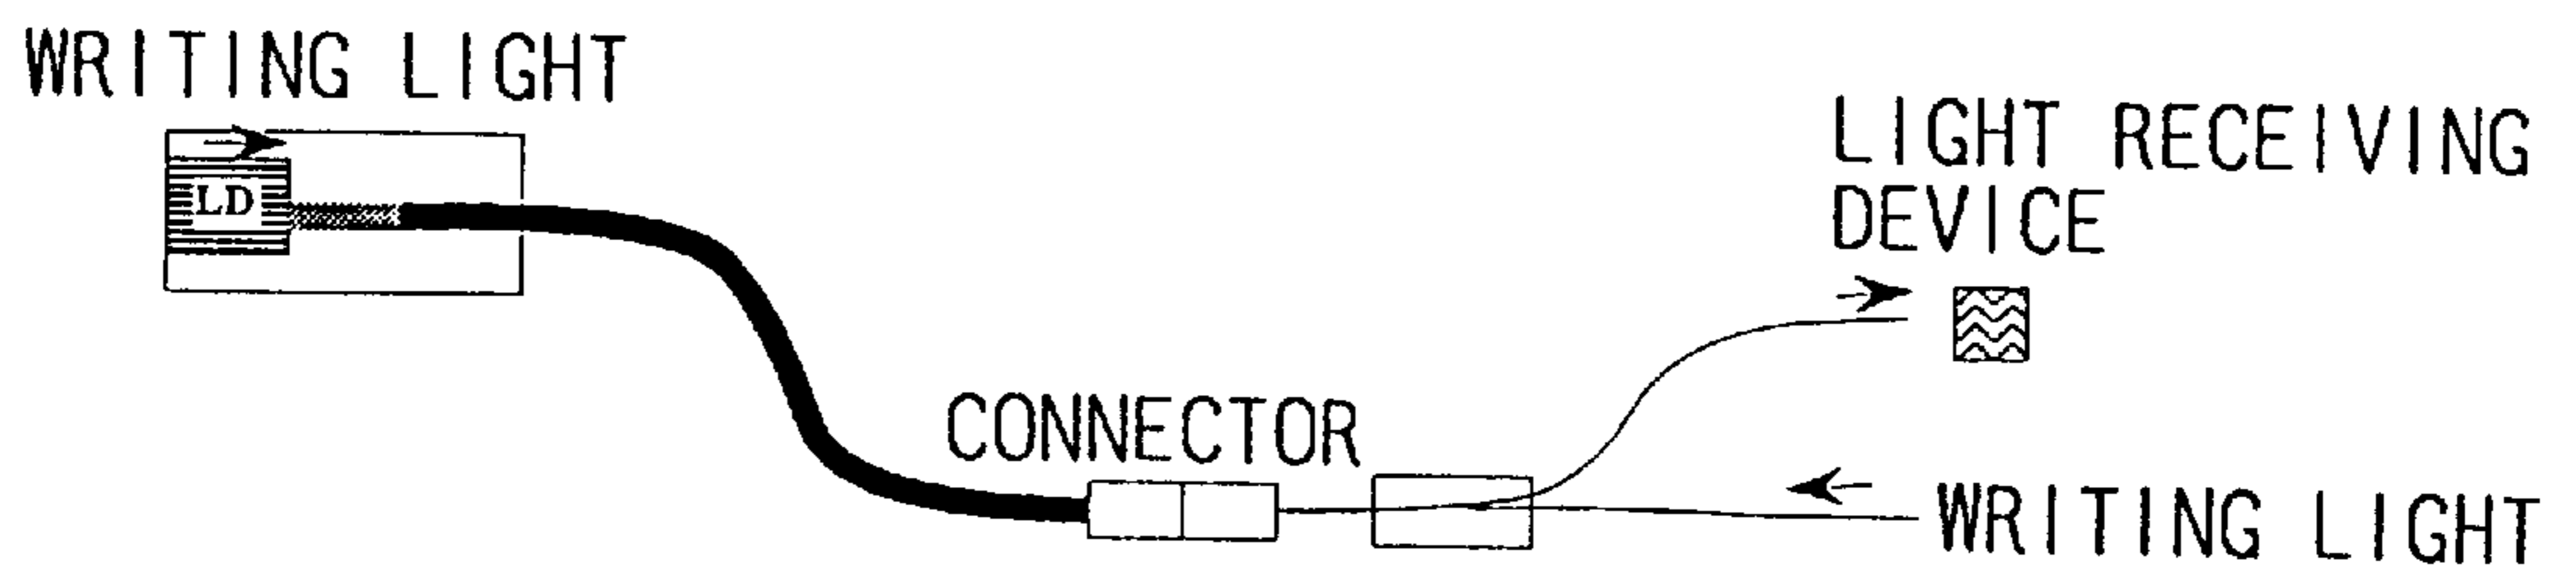 WRITING LIGHT
LD
LIGHT RECEIVING
DEVICE
CONNECTOR
WRITING LIGHT